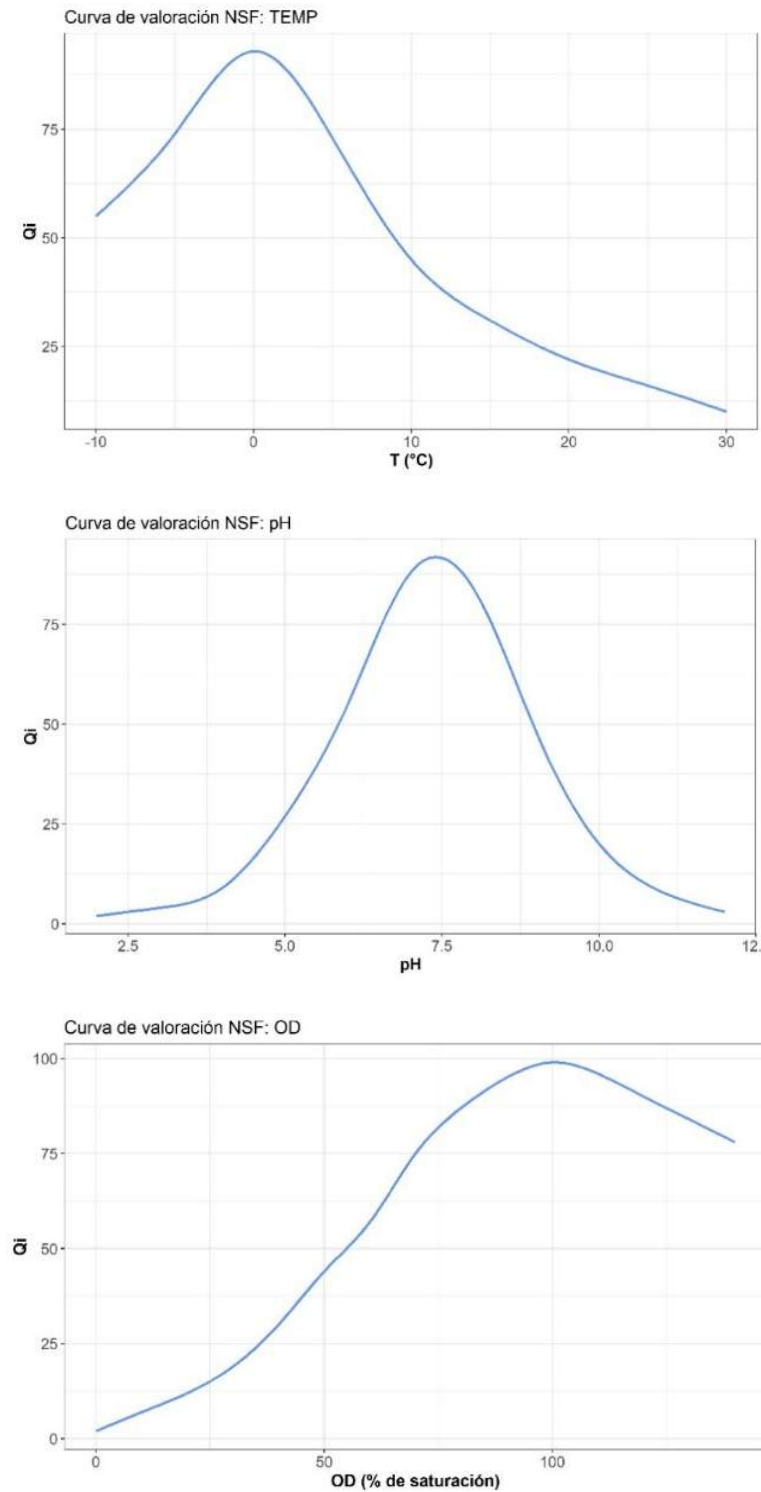 Curva de valoración NSF: TEMP
75
50
25
Qi
-10 0 10 20 30
T (°C)
Curva de valoración NSF: pH
75
50
25
0
Qi
2.5 5.0 7.5 10.0 12.
pH
Curva de valoración NSF: OD
100
75
50
25
0
Qi
0 50 100
OD (% de saturación)